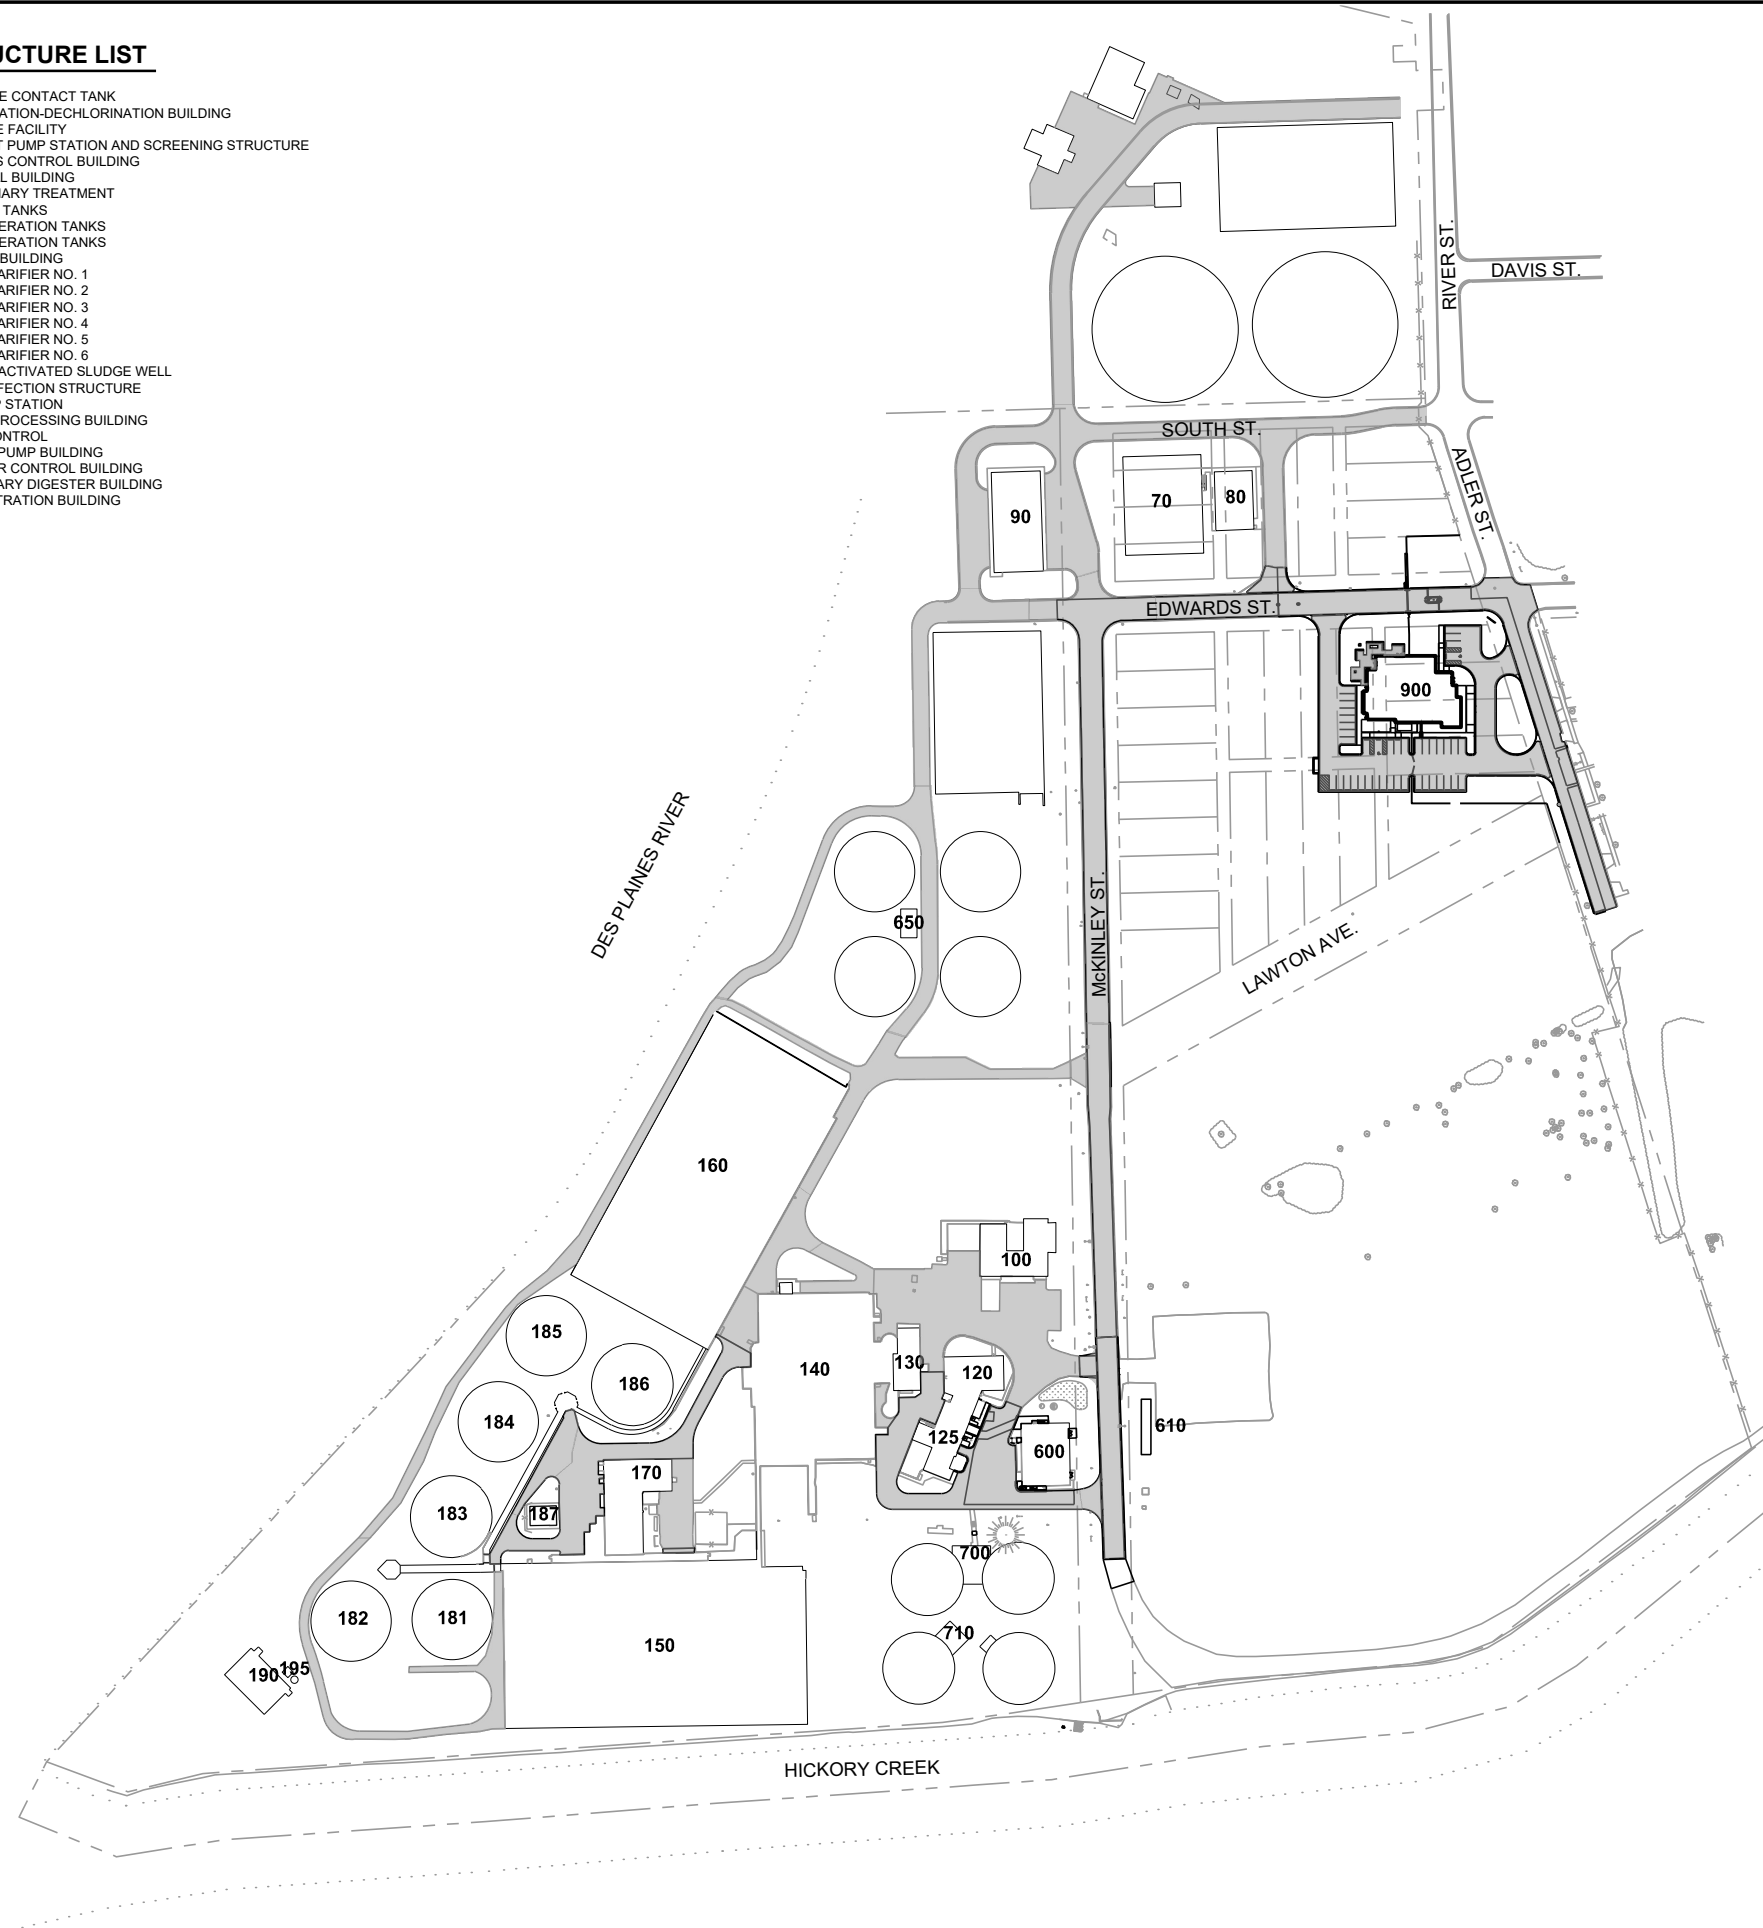 UCTURE LIST
E CONTACT TANK
ATION-DECHLORINATION BUILDING
E FACILITY
T PUMP STATION AND SCREENING STRUCTURE
S CONTROL BUILDING
L BUILDING
ARY TREATMENT
TANKS
ERATION TANKS
ERATION TANKS
BUILDING
ARIFIER NO. 1
ARIFIER NO. 2
ARIFIER NO. 3
ARIFIER NO. 4
ARIFIER NO. 5
ARIFIER NO. 6
ACTIVATED SLUDGE WELL
FECTION STRUCTURE
P STATION
ROCESSING BUILDING
ONTROL
PUMP BUILDING
R CONTROL BUILDING
ARY DIGESTER BUILDING
TRATION BUILDING
RIVER ST.
DAVIS ST.
SOUTH ST.
ADLER ST.
90
70
80
EDWARDS ST.
900
DES PLAINES RIVER
650
McKINLEY ST.
LAWTON AVE.
160
100
185
186
140
130
120
184
125
600
610
170
183
187
700
182
181
710
150
190
195
HICKORY CREEK